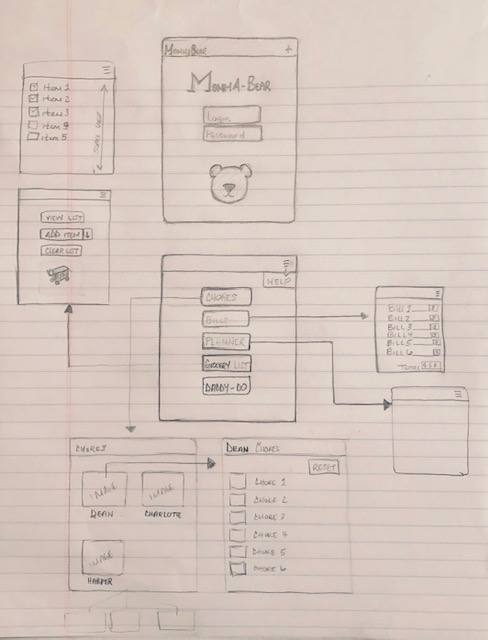 MommaBear +
MommA-Bear
Login
Password
Item 1
Item 2
Item 3
Item 4
Item 5
Scroll View
View List
Add Item
Clear List
Help
Chores
Bills
Planner
Grocery List
Daddy-Do
Bill 1
Bill 2
Bill 3
Bill 4
Bill 5
Bill 6
Total
Chores
Image
Dean
Image
Charlotte
Image
Harper
Dean Chores
Reset
Chore 1
Chore 2
Chore 3
Chore 4
Chore 5
Chore 6